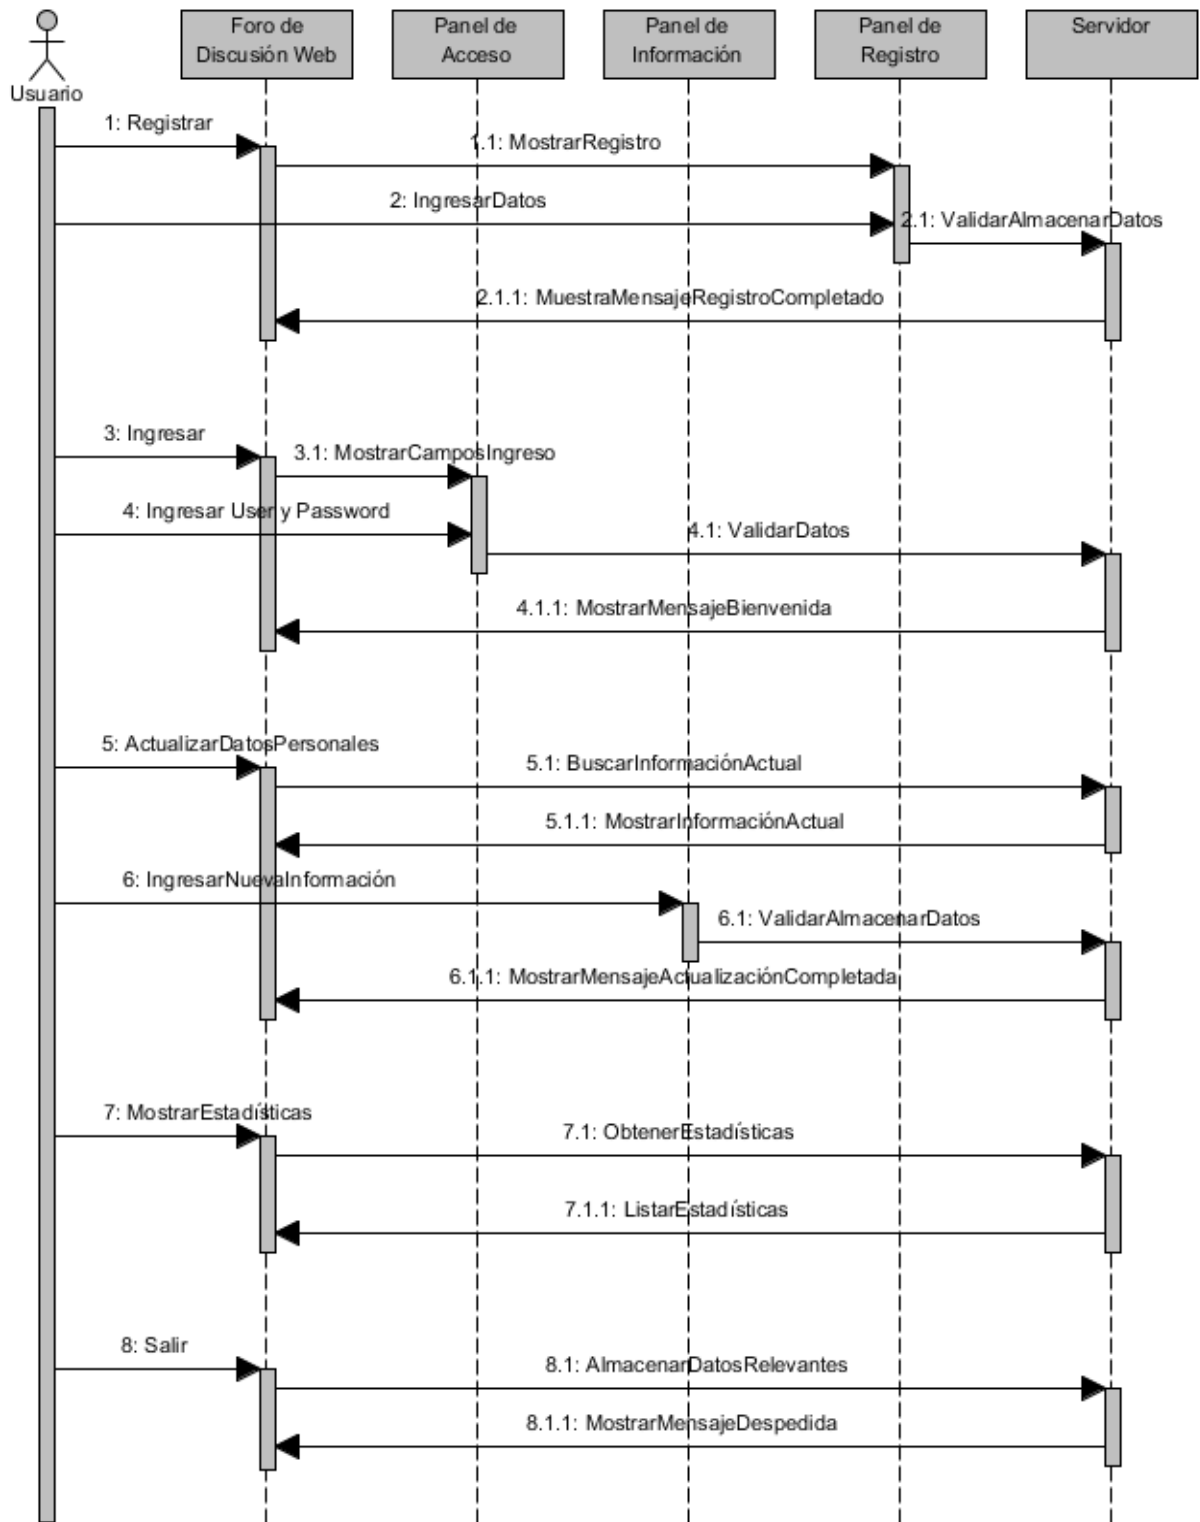 Foro de
Discusión Web
Panel de
Acceso
Panel de
Información
Panel de
Registro
Servidor
Usuario
1: Registrar
1.1: MostrarRegistro
2: IngresarDatos
2.1: ValidarAlmacenarDatos
2.1.1: MuestraMensajeRegistroCompletado
3: Ingresar
3.1: MostrarCamposIngreso
4: Ingresar User y Password
4.1: ValidarDatos
4.1.1: MostrarMensajeBienvenida
5: ActualizarDatosPersonales
5.1: BuscarInformaciónActual
5.1.1: MostrarInformaciónActual
6: IngresarNuevaInformación
6.1: ValidarAlmacenarDatos
6.1.1: MostrarMensajeActualizaciónCompletada
7: MostrarEstadísticas
7.1: ObtenerEstadísticas
7.1.1: ListarEstadísticas
8: Salir
8.1: AlmacenarDatosRelevantes
8.1.1: MostrarMensajeDespedida